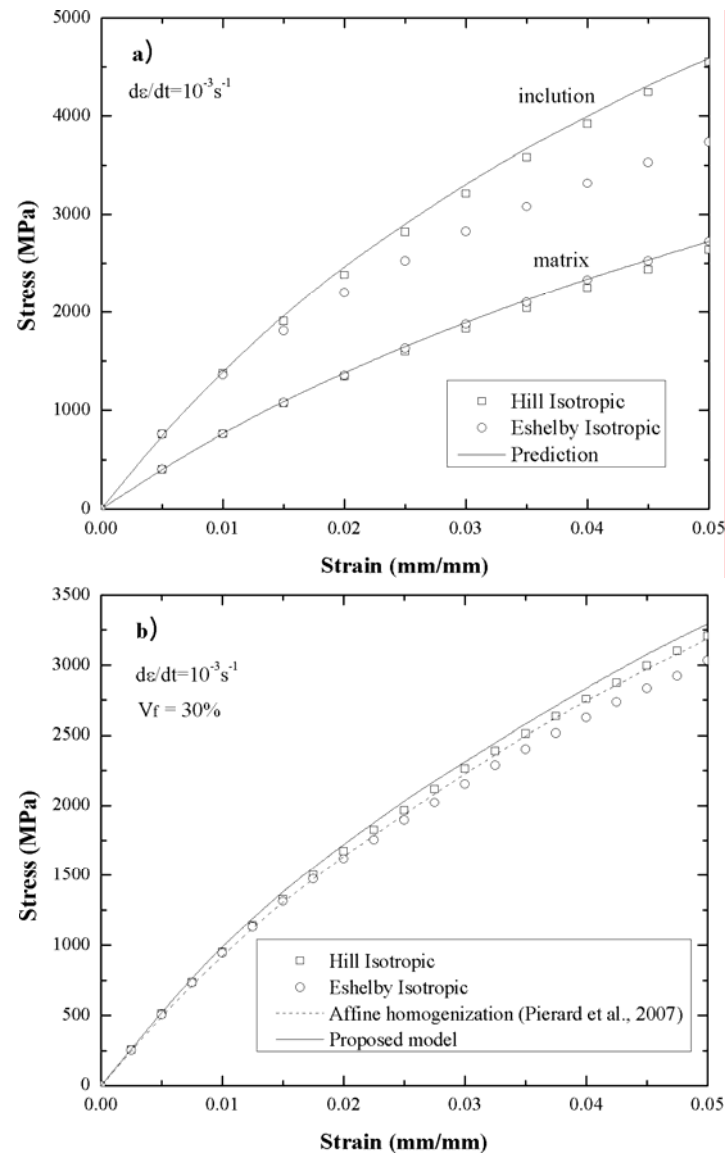 a)
dε/dt=10⁻³s⁻¹
5000
4000
3000
2000
1000
0
Stress (MPa)
inclution
matrix
Hill Isotropic
Eshelby Isotropic
Prediction
0.00 0.01 0.02 0.03 0.04 0.05
Strain (mm/mm)
b)
dε/dt=10⁻³s⁻¹
Vf = 30%
3500
3000
2500
2000
1500
1000
500
0
Stress (MPa)
Hill Isotropic
Eshelby Isotropic
Affine homogenization (Pierard et al., 2007)
Proposed model
0.00 0.01 0.02 0.03 0.04 0.05
Strain (mm/mm)